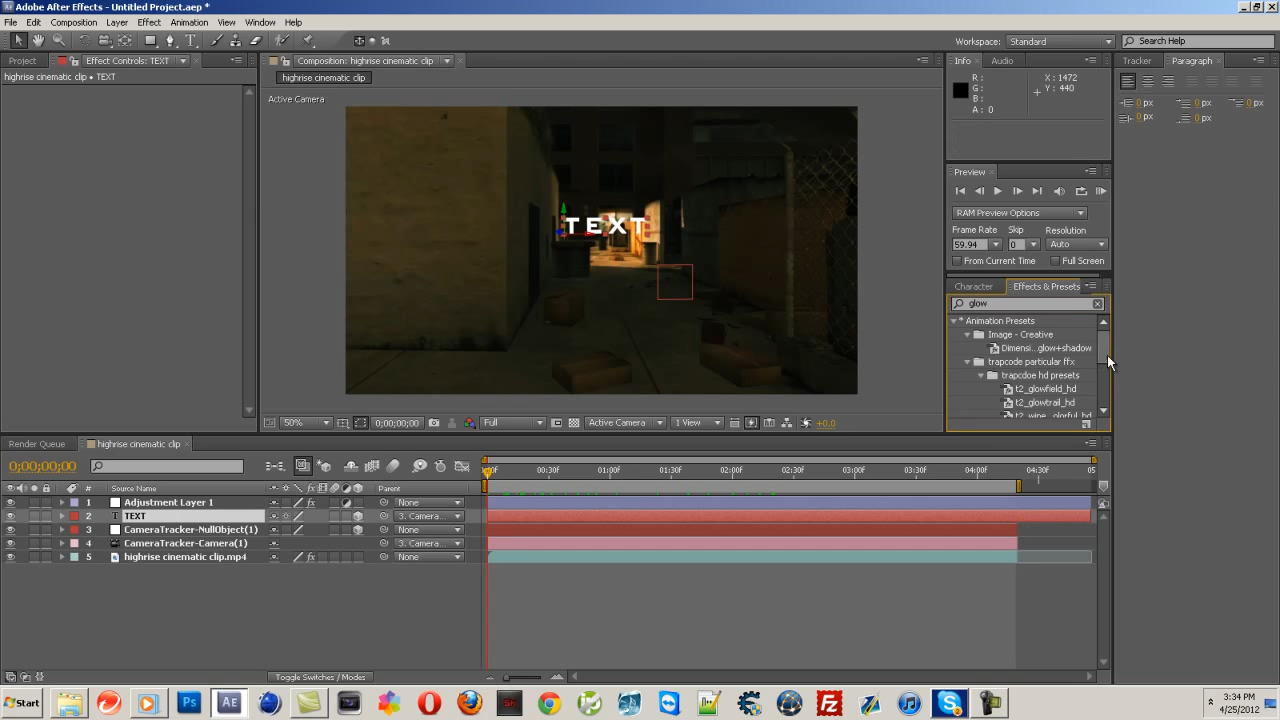 Adobe After Effects - Untitled Project.aep *
File Edit Composition Layer Effect Animation View Window Help
Workspace: Standard Search Help
Project Effect Controls: TEXT Composition: highrise cinematic clip Info Audio Tracker Paragraph
highrise cinematic clip • TEXT highrise cinematic clip
Active Camera
R : X : 1472
G : Y : 440
B :
A : 0
0 px 0 px 0 px
0 px 0 px
Preview
RAM Preview Options
Frame Rate Skip Resolution
59.94 0 Auto
From Current Time Full Screen
TEXT
Character Effects & Presets
glow
* Animation Presets
Image - Creative
Dimensi...glow+shadow
trapcode particular ffx
trapcdoe hd presets
t2_glowfield_hd
t2_glowtrail_hd
50% 0;00;00;00 Full Active Camera 1 View +0.0
Render Queue highrise cinematic clip
0;00;00;00
00:30f 01:00f 01:30f 02:00f 02:30f 03:00f 03:30f 04:00f 04:30f 05
# Source Name Parent
1 Adjustment Layer 1 None
2 T TEXT 3. Camera...
3 CameraTracker-NullObject(1) None
4 CameraTracker-Camera(1) 3. Camera...
5 highrise cinematic clip.mp4 None
Toggle Switches / Modes
Start Ps AE Sh Fz S 3:34 PM
4/25/2012